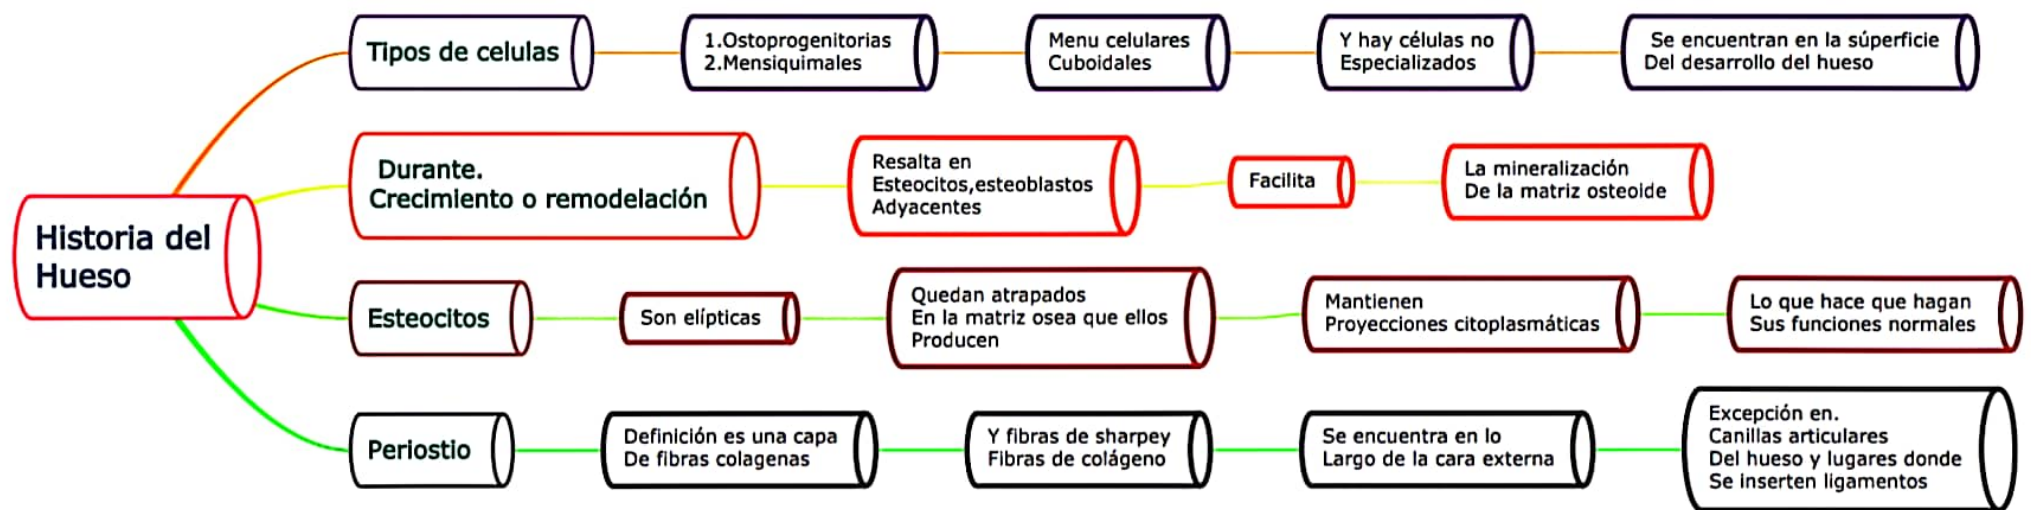 Historia del
Hueso
Tipos de celulas
1.Ostoprogenitorias
2.Mensiquimales
Menu celulares
Cuboidales
Y hay células no
Especializados
Se encuentran en la súperficie
Del desarrollo del hueso
Durante.
Crecimiento o remodelación
Resalta en
Esteocitos,esteoblastos
Adyacentes
Facilita
La mineralización
De la matriz osteoide
Esteocitos
Son elípticas
Quedan atrapados
En la matriz osea que ellos
Producen
Mantienen
Proyecciones citoplasmáticas
Lo que hace que hagan
Sus funciones normales
Periostio
Definición es una capa
De fibras colagenas
Y fibras de sharpey
Fibras de colágeno
Se encuentra en lo
Largo de la cara externa
Excepción en.
Canillas articulares
Del hueso y lugares donde
Se inserten ligamentos